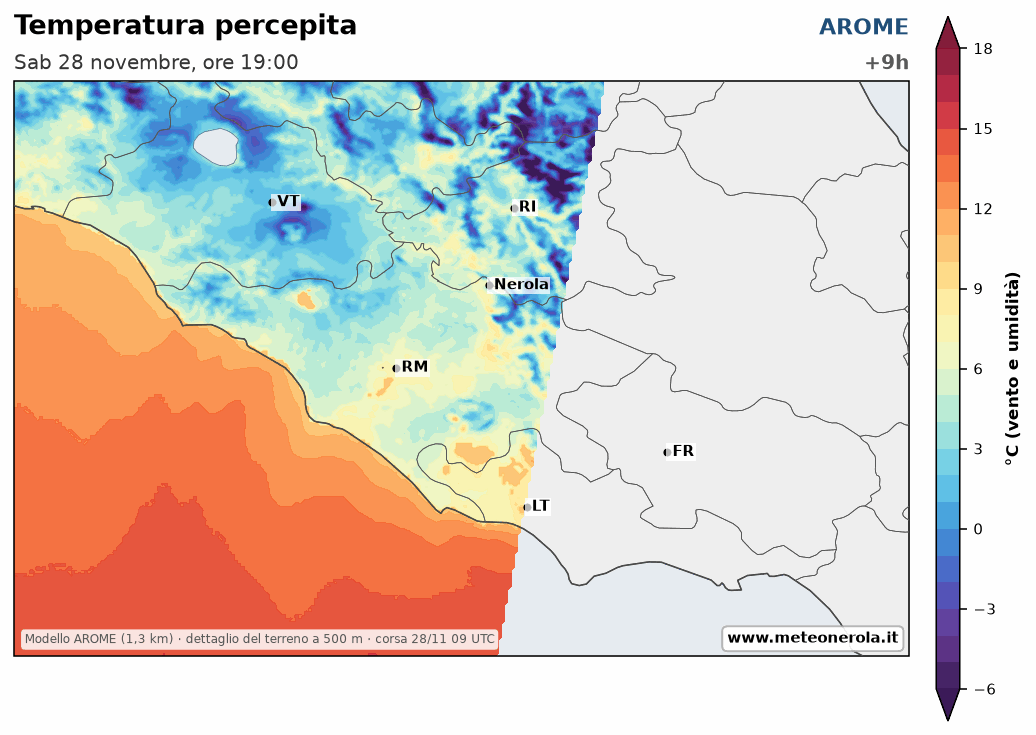 Temperatura percepita
AROME
Sab 28 novembre, ore 19:00
+9h
18
15
12
9
6
3
0
−3
−6
°C (vento e umidità)
VT
RI
Nerola
RM
FR
LT
Modello AROME (1,3 km) · dettaglio del terreno a 500 m · corsa 28/11 09 UTC
www.meteonerola.it